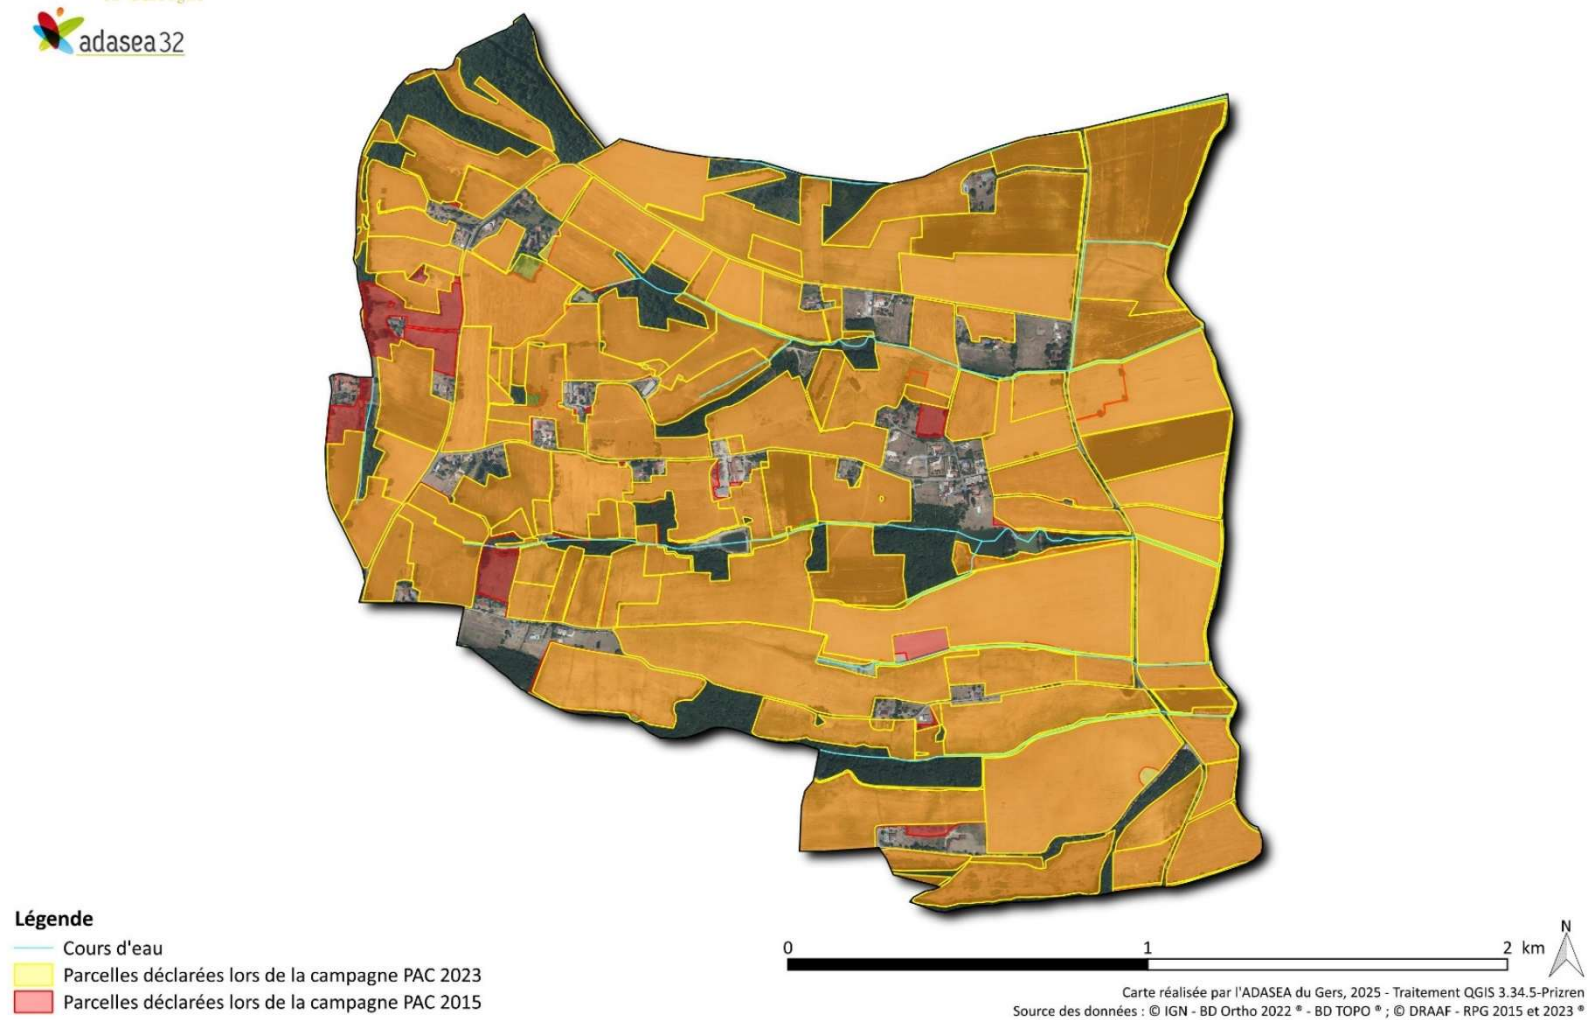 adasea32
Légende
Cours d'eau
Parcelles déclarées lors de la campagne PAC 2023
Parcelles déclarées lors de la campagne PAC 2015
0 1 2 km
N
Carte réalisée par l'ADASEA du Gers, 2025 - Traitement QGIS 3.34.5-Prizren
Source des données : © IGN - BD Ortho 2022 ® - BD TOPO ® ; © DRAAF - RPG 2015 et 2023 ®